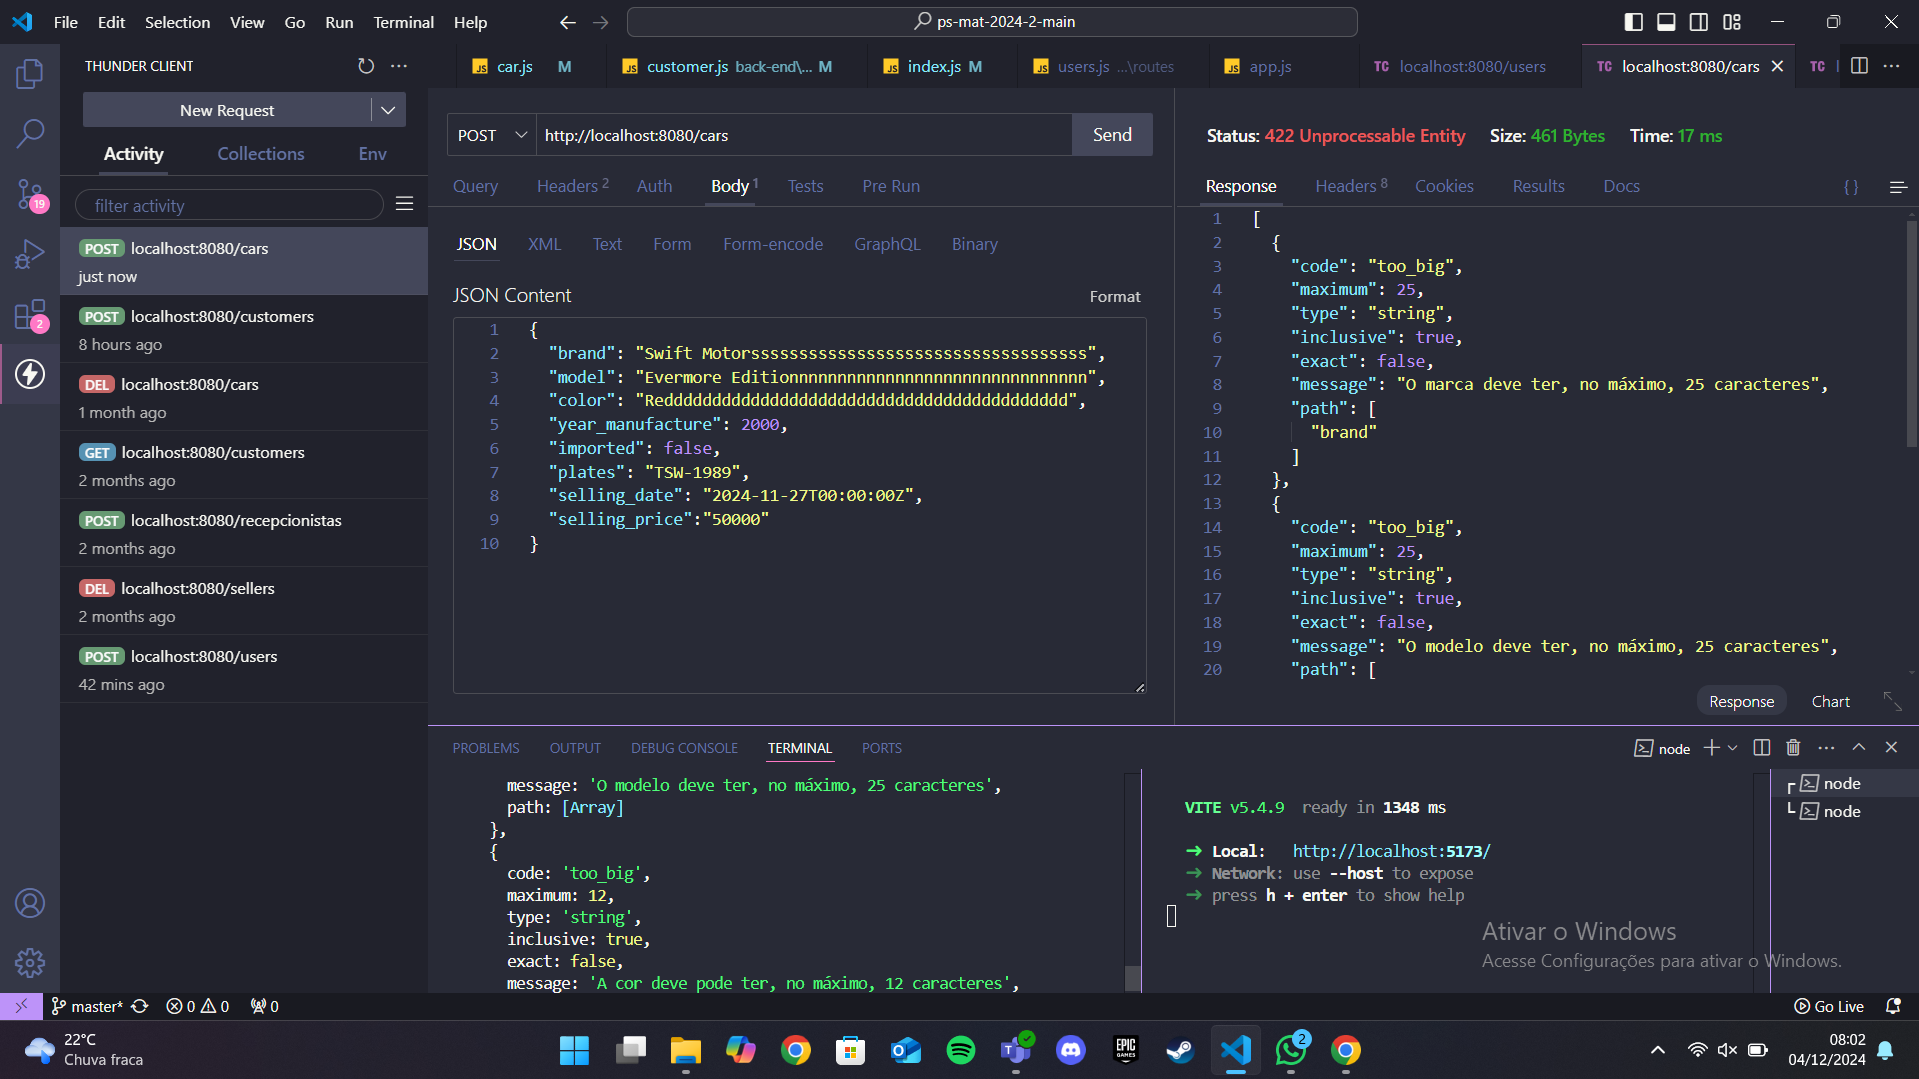 File Edit Selection View Go Run Terminal Help
ps-mat-2024-2-main
THUNDER CLIENT
New Request
Activity Collections Env
filter activity
POST localhost:8080/cars
just now
POST localhost:8080/customers
8 hours ago
DEL localhost:8080/cars
1 month ago
GET localhost:8080/customers
2 months ago
POST localhost:8080/recepcionistas
2 months ago
DEL localhost:8080/sellers
2 months ago
POST localhost:8080/users
42 mins ago
19
2
JS car.js M JS customer.js back-end\... M JS index.js M JS users.js ...\routes JS app.js TC localhost:8080/users TC localhost:8080/cars TC
POST http://localhost:8080/cars Send
Query Headers 2 Auth Body 1 Tests Pre Run
JSON XML Text Form Form-encode GraphQL Binary
JSON Content Format
1 {
2 "brand": "Swift Motorsssssssssssssssssssssssssssssssssss",
3 "model": "Evermore Editionnnnnnnnnnnnnnnnnnnnnnnnnnnnnnn",
4 "color": "Redddddddddddddddddddddddddddddddddddddddddd",
5 "year_manufacture": 2000,
6 "imported": false,
7 "plates": "TSW-1989",
8 "selling_date": "2024-11-27T00:00:00Z",
9 "selling_price":"50000"
10 }
Status: 422 Unprocessable Entity Size: 461 Bytes Time: 17 ms
Response Headers 8 Cookies Results Docs { }
1 [
2 {
3 "code": "too_big",
4 "maximum": 25,
5 "type": "string",
6 "inclusive": true,
7 "exact": false,
8 "message": "O marca deve ter, no máximo, 25 caracteres",
9 "path": [
10 "brand"
11 ]
12 },
13 {
14 "code": "too_big",
15 "maximum": 25,
16 "type": "string",
17 "inclusive": true,
18 "exact": false,
19 "message": "O modelo deve ter, no máximo, 25 caracteres",
20 "path": [
Response Chart
PROBLEMS OUTPUT DEBUG CONSOLE TERMINAL PORTS
node
message: 'O modelo deve ter, no máximo, 25 caracteres',
path: [Array]
},
{
code: 'too_big',
maximum: 12,
type: 'string',
inclusive: true,
exact: false,
message: 'A cor deve pode ter, no máximo, 12 caracteres',
VITE v5.4.9 ready in 1348 ms
➜ Local: http://localhost:5173/
➜ Network: use --host to expose
➜ press h + enter to show help
node
node
Ativar o Windows
Acesse Configurações para ativar o Windows.
master* 0 0 0 Go Live
22°C
Chuva fraca
EPIC GAMES
2
08:02
04/12/2024